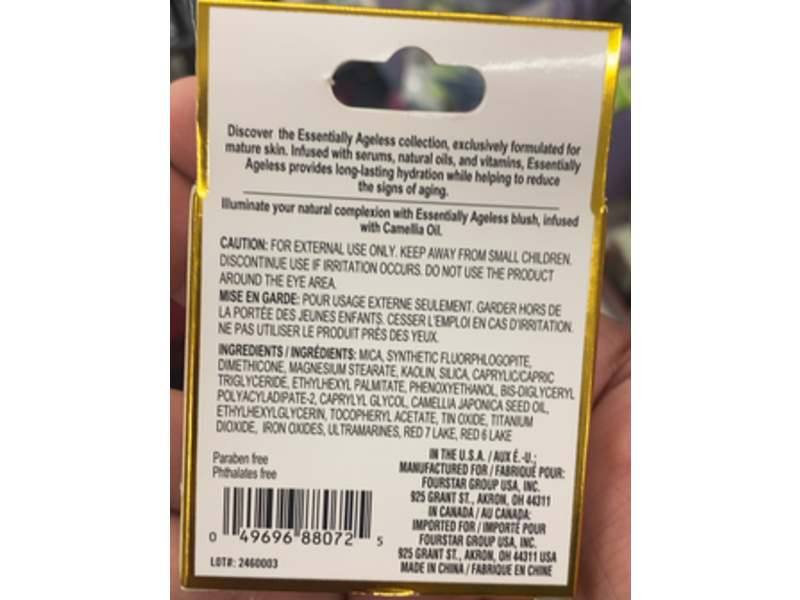 Discover the Essentially Ageless collection, exclusively formulated for
mature skin. Infused with serums, natural oils, and vitamins, Essentially
Ageless provides long-lasting hydration while helping to reduce
the signs of aging.
Illuminate your natural complexion with Essentially Ageless blush, infused
with Camellia Oil.
CAUTION: FOR EXTERNAL USE ONLY. KEEP AWAY FROM SMALL CHILDREN.
DISCONTINUE USE IF IRRITATION OCCURS. DO NOT USE THE PRODUCT
AROUND THE EYE AREA.
MISE EN GARDE: POUR USAGE EXTERNE SEULEMENT. GARDER HORS DE
LA PORTÉE DES JEUNES ENFANTS. CESSER L'EMPLOI EN CAS D'IRRITATION.
NE PAS UTILISER LE PRODUIT PRÈS DES YEUX.
INGREDIENTS / INGRÉDIENTS: MICA, SYNTHETIC FLUORPHLOGOPITE,
DIMETHICONE, MAGNESIUM STEARATE, KAOLIN, SILICA, CAPRYLIC/CAPRIC
TRIGLYCERIDE, ETHYLHEXYL PALMITATE, PHENOXYETHANOL, BIS-DIGLYCERYL
POLYACYLADIPATE-2, CAPRYLYL GLYCOL, CAMELLIA JAPONICA SEED OIL,
ETHYLHEXYLGLYCERIN, TOCOPHERYL ACETATE, TIN OXIDE, TITANIUM
DIOXIDE, IRON OXIDES, ULTRAMARINES, RED 7 LAKE, RED 6 LAKE
Paraben free
Phthalates free
0 49696 88072 5
LOT#: 2460003
IN THE U.S.A. / AUX É.-U.:
MANUFACTURED FOR / FABRIQUÉ POUR:
FOURSTAR GROUP USA, INC.
925 GRANT ST., AKRON, OH 44311
IN CANADA / AU CANADA:
IMPORTED FOR / IMPORTÉ POUR
FOURSTAR GROUP USA, INC.
925 GRANT ST., AKRON, OH 44311 USA
MADE IN CHINA / FABRIQUÉ EN CHINE